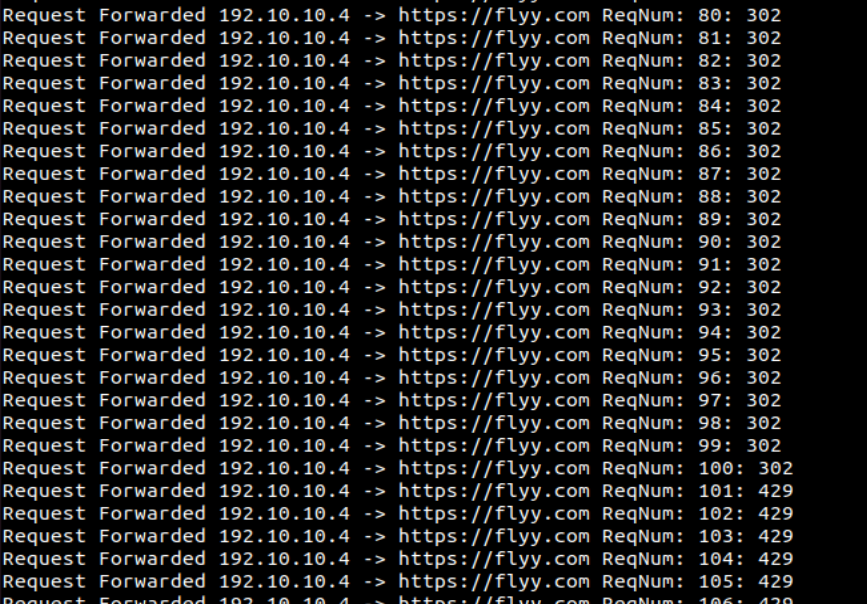 Request Forwarded 192.10.10.4 -> https://flyy.com ReqNum: 80: 302
Request Forwarded 192.10.10.4 -> https://flyy.com ReqNum: 81: 302
Request Forwarded 192.10.10.4 -> https://flyy.com ReqNum: 82: 302
Request Forwarded 192.10.10.4 -> https://flyy.com ReqNum: 83: 302
Request Forwarded 192.10.10.4 -> https://flyy.com ReqNum: 84: 302
Request Forwarded 192.10.10.4 -> https://flyy.com ReqNum: 85: 302
Request Forwarded 192.10.10.4 -> https://flyy.com ReqNum: 86: 302
Request Forwarded 192.10.10.4 -> https://flyy.com ReqNum: 87: 302
Request Forwarded 192.10.10.4 -> https://flyy.com ReqNum: 88: 302
Request Forwarded 192.10.10.4 -> https://flyy.com ReqNum: 89: 302
Request Forwarded 192.10.10.4 -> https://flyy.com ReqNum: 90: 302
Request Forwarded 192.10.10.4 -> https://flyy.com ReqNum: 91: 302
Request Forwarded 192.10.10.4 -> https://flyy.com ReqNum: 92: 302
Request Forwarded 192.10.10.4 -> https://flyy.com ReqNum: 93: 302
Request Forwarded 192.10.10.4 -> https://flyy.com ReqNum: 94: 302
Request Forwarded 192.10.10.4 -> https://flyy.com ReqNum: 95: 302
Request Forwarded 192.10.10.4 -> https://flyy.com ReqNum: 96: 302
Request Forwarded 192.10.10.4 -> https://flyy.com ReqNum: 97: 302
Request Forwarded 192.10.10.4 -> https://flyy.com ReqNum: 98: 302
Request Forwarded 192.10.10.4 -> https://flyy.com ReqNum: 99: 302
Request Forwarded 192.10.10.4 -> https://flyy.com ReqNum: 100: 302
Request Forwarded 192.10.10.4 -> https://flyy.com ReqNum: 101: 429
Request Forwarded 192.10.10.4 -> https://flyy.com ReqNum: 102: 429
Request Forwarded 192.10.10.4 -> https://flyy.com ReqNum: 103: 429
Request Forwarded 192.10.10.4 -> https://flyy.com ReqNum: 104: 429
Request Forwarded 192.10.10.4 -> https://flyy.com ReqNum: 105: 429
Request Forwarded 192.10.10.4 -> https://flyy.com ReqNum: 106: 429